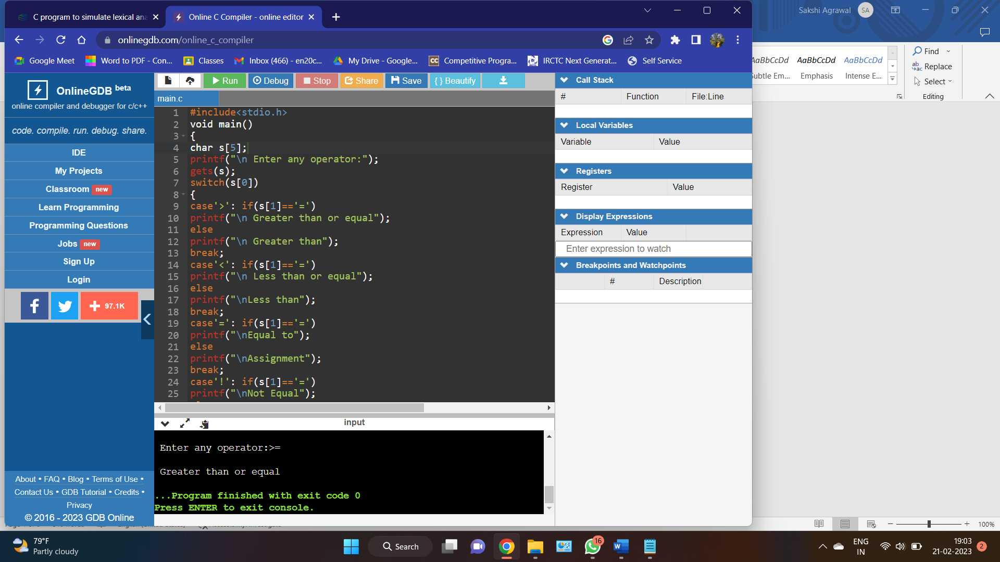 C program to simulate lexical ana
Online C Compiler - online editor
onlinegdb.com/online_c_compiler
Google Meet
Word to PDF - Con...
Classes
Inbox (466) - en20c...
My Drive - Google...
CC
Competitive Progra...
IRCTC Next Generat...
Self Service
OnlineGDB beta
online compiler and debugger for c/c++
code. compile. run. debug. share.
IDE
My Projects
Classroom new
Learn Programming
Programming Questions
Jobs new
Sign Up
Login
97.1K
About • FAQ • Blog • Terms of Use •
Contact Us • GDB Tutorial • Credits •
Privacy
© 2016 - 2023 GDB Online
Run
Debug
Stop
Share
Save
{ } Beautify
main.c
1 #include<stdio.h>
2 void main()
3 {
4 char s[5];
5 printf("\n Enter any operator:");
6 gets(s);
7 switch(s[0])
8 {
9 case'>': if(s[1]=='=')
10 printf("\n Greater than or equal");
11 else
12 printf("\n Greater than");
13 break;
14 case'<': if(s[1]=='=')
15 printf("\n Less than or equal");
16 else
17 printf("\nLess than");
18 break;
19 case'=': if(s[1]=='=')
20 printf("\nEqual to");
21 else
22 printf("\nAssignment");
23 break;
24 case'!': if(s[1]=='=')
25 printf("\nNot Equal");
input
Enter any operator:>=
Greater than or equal
...Program finished with exit code 0
Press ENTER to exit console.
Call Stack
# Function File:Line
Local Variables
Variable Value
Registers
Register Value
Display Expressions
Expression Value
Enter expression to watch
Breakpoints and Watchpoints
# Description
Sakshi Agrawal SA
AaBbCcDd AaBbCcDd AaBbCcDd
ubtle Em... Emphasis Intense E...
Find
Replace
Select
Editing
100%
79°F
Partly cloudy
Search
16
ENG
IN
19:03
21-02-2023
2